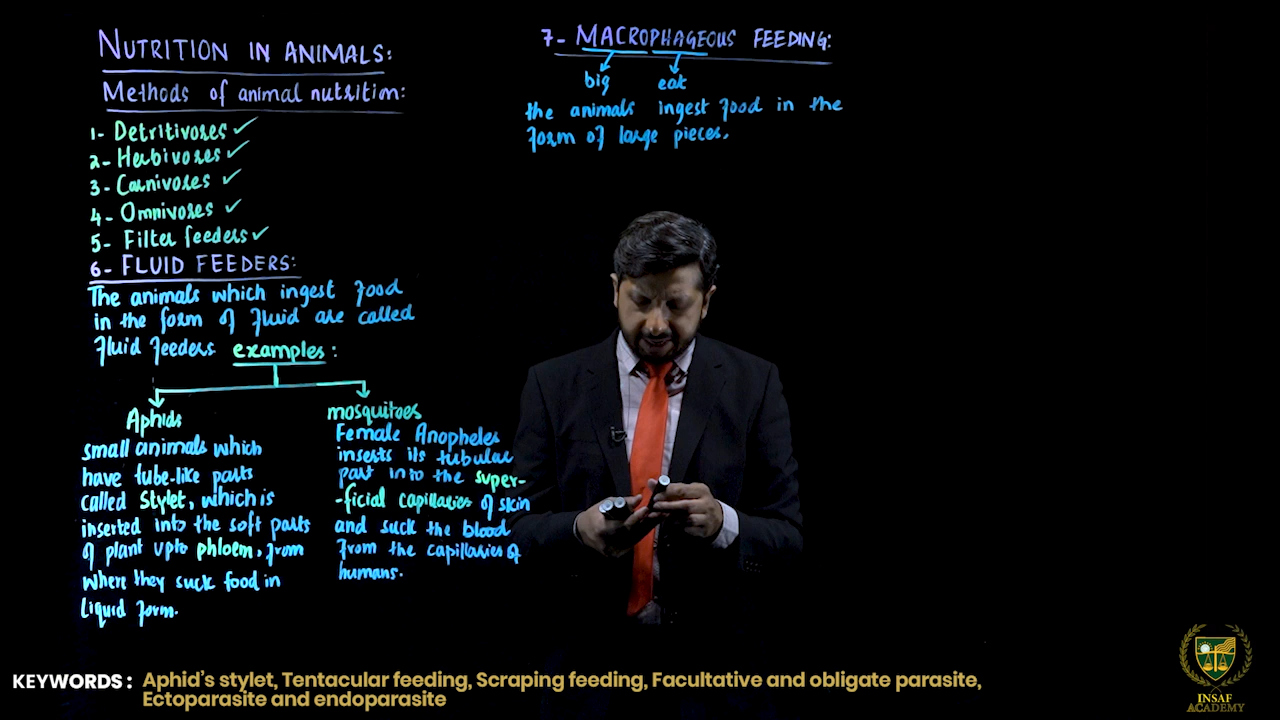 NUTRITION IN ANIMALS:
Methods of animal nutrition:
1- Detritivores ✓
2- Herbivores ✓
3- Carnivores ✓
4- Omnivores ✓
5- Filter feeders ✓
6- FLUID FEEDERS:
The animals which ingest food
in the form of fluid are called
fluid feeders examples:
Aphids
small animals which
have tube-like parts
called Stylet, which is
inserted into the soft parts
of plant upto phloem, from
where they suck food in
liquid form.
mosquitoes
Female Anopheles
inserts its tubular
part into the super-
-ficial capillaries of skin
and suck the blood
from the capillaries of
humans.
7- MACROPHAGEOUS FEEDING:
big eat
the animals ingest food in the
form of large pieces.
KEYWORDS: Aphid's stylet, Tentacular feeding, Scraping feeding, Facultative and obligate parasite,
Ectoparasite and endoparasite
INSAF
ACADEMY